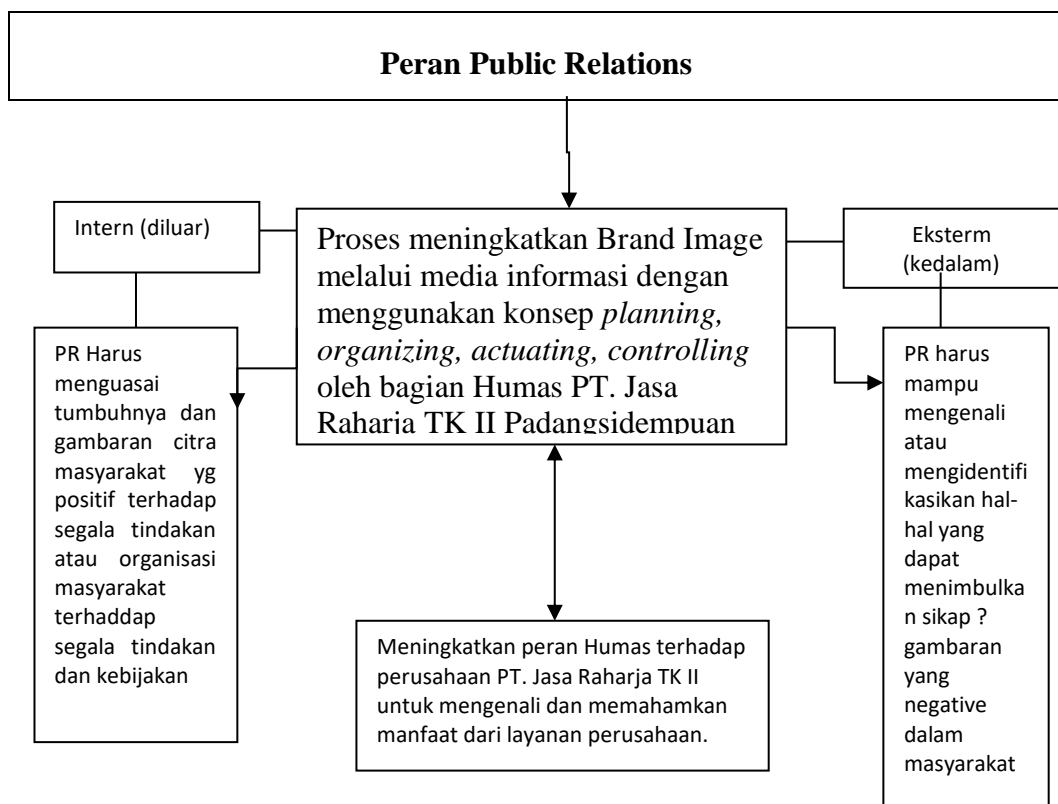 Peran Public Relations
Intern (diluar)
Proses meningkatkan Brand Image
melalui media informasi dengan
menggunakan konsep planning,
organizing, actuating, controlling
oleh bagian Humas PT. Jasa
Raharja TK II Padangsidempuan
Eksterm
(kedalam)
PR Harus
menguasai
tumbuhnya dan
gambaran citra
masyarakat yg
positif terhadap
segala tindakan
atau organisasi
masyarakat
terhaddap
segala tindakan
dan kebijakan
PR harus
mampu
mengenali
atau
mengidentifi
kasikan hal-
hal yang
dapat
menimbulka
n sikap ?
gambaran
yang
negative
dalam
masyarakat
Meningkatkan peran Humas terhadap
perusahaan PT. Jasa Raharja TK II
untuk mengenali dan memahamkan
manfaat dari layanan perusahaan.